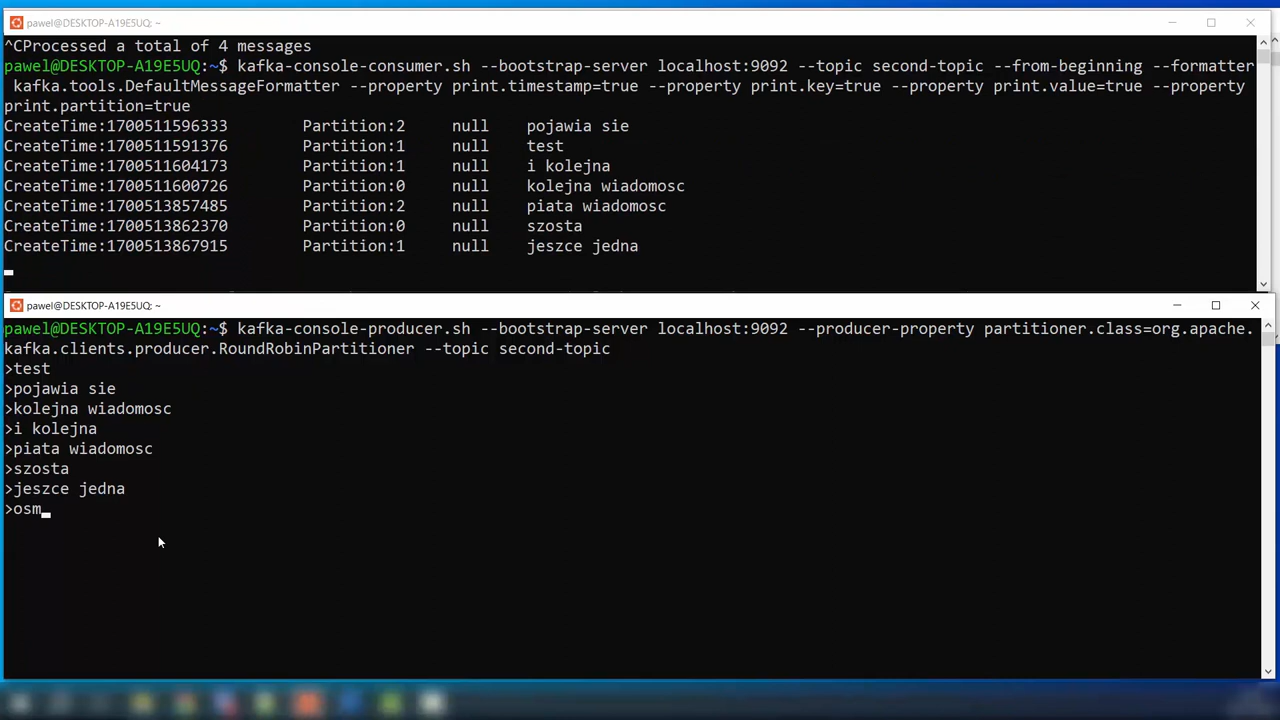 pawel@DESKTOP-A19E5UQ: ~
^CProcessed a total of 4 messages
pawel@DESKTOP-A19E5UQ:~$ kafka-console-consumer.sh --bootstrap-server localhost:9092 --topic second-topic --from-beginning --formatter
kafka.tools.DefaultMessageFormatter --property print.timestamp=true --property print.key=true --property print.value=true --property
print.partition=true
CreateTime:1700511596333 Partition:2 null pojawia sie
CreateTime:1700511591376 Partition:1 null test
CreateTime:1700511604173 Partition:1 null i kolejna
CreateTime:1700511600726 Partition:0 null kolejna wiadomosc
CreateTime:1700513857485 Partition:2 null piata wiadomosc
CreateTime:1700513862370 Partition:0 null szosta
CreateTime:1700513867915 Partition:1 null jeszce jedna
pawel@DESKTOP-A19E5UQ: ~
pawel@DESKTOP-A19E5UQ:~$ kafka-console-producer.sh --bootstrap-server localhost:9092 --producer-property partitioner.class=org.apache.
kafka.clients.producer.RoundRobinPartitioner --topic second-topic
>test
>pojawia sie
>kolejna wiadomosc
>i kolejna
>piata wiadomosc
>szosta
>jeszce jedna
>osm